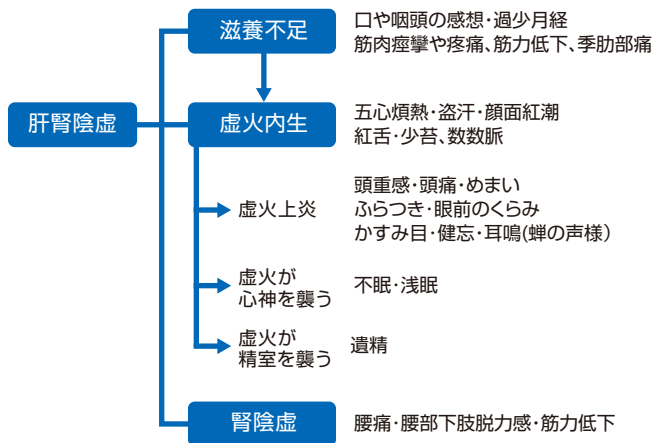 滋養不足
口や咽頭の感想・過少月経
筋肉痙攣や疼痛、筋力低下、季肋部痛
肝腎陰虚
虚火内生
五心煩熱・盗汗・顔面紅潮
紅舌・少苔、数数脈
虚火上炎
頭重感・頭痛・めまい
ふらつき・眼前のくらみ
かすみ目・健忘・耳鳴(蝉の声様）
虚火が
心神を襲う
不眠・浅眠
虚火が
精室を襲う
遺精
腎陰虚
腰痛・腰部下肢脱力感・筋力低下